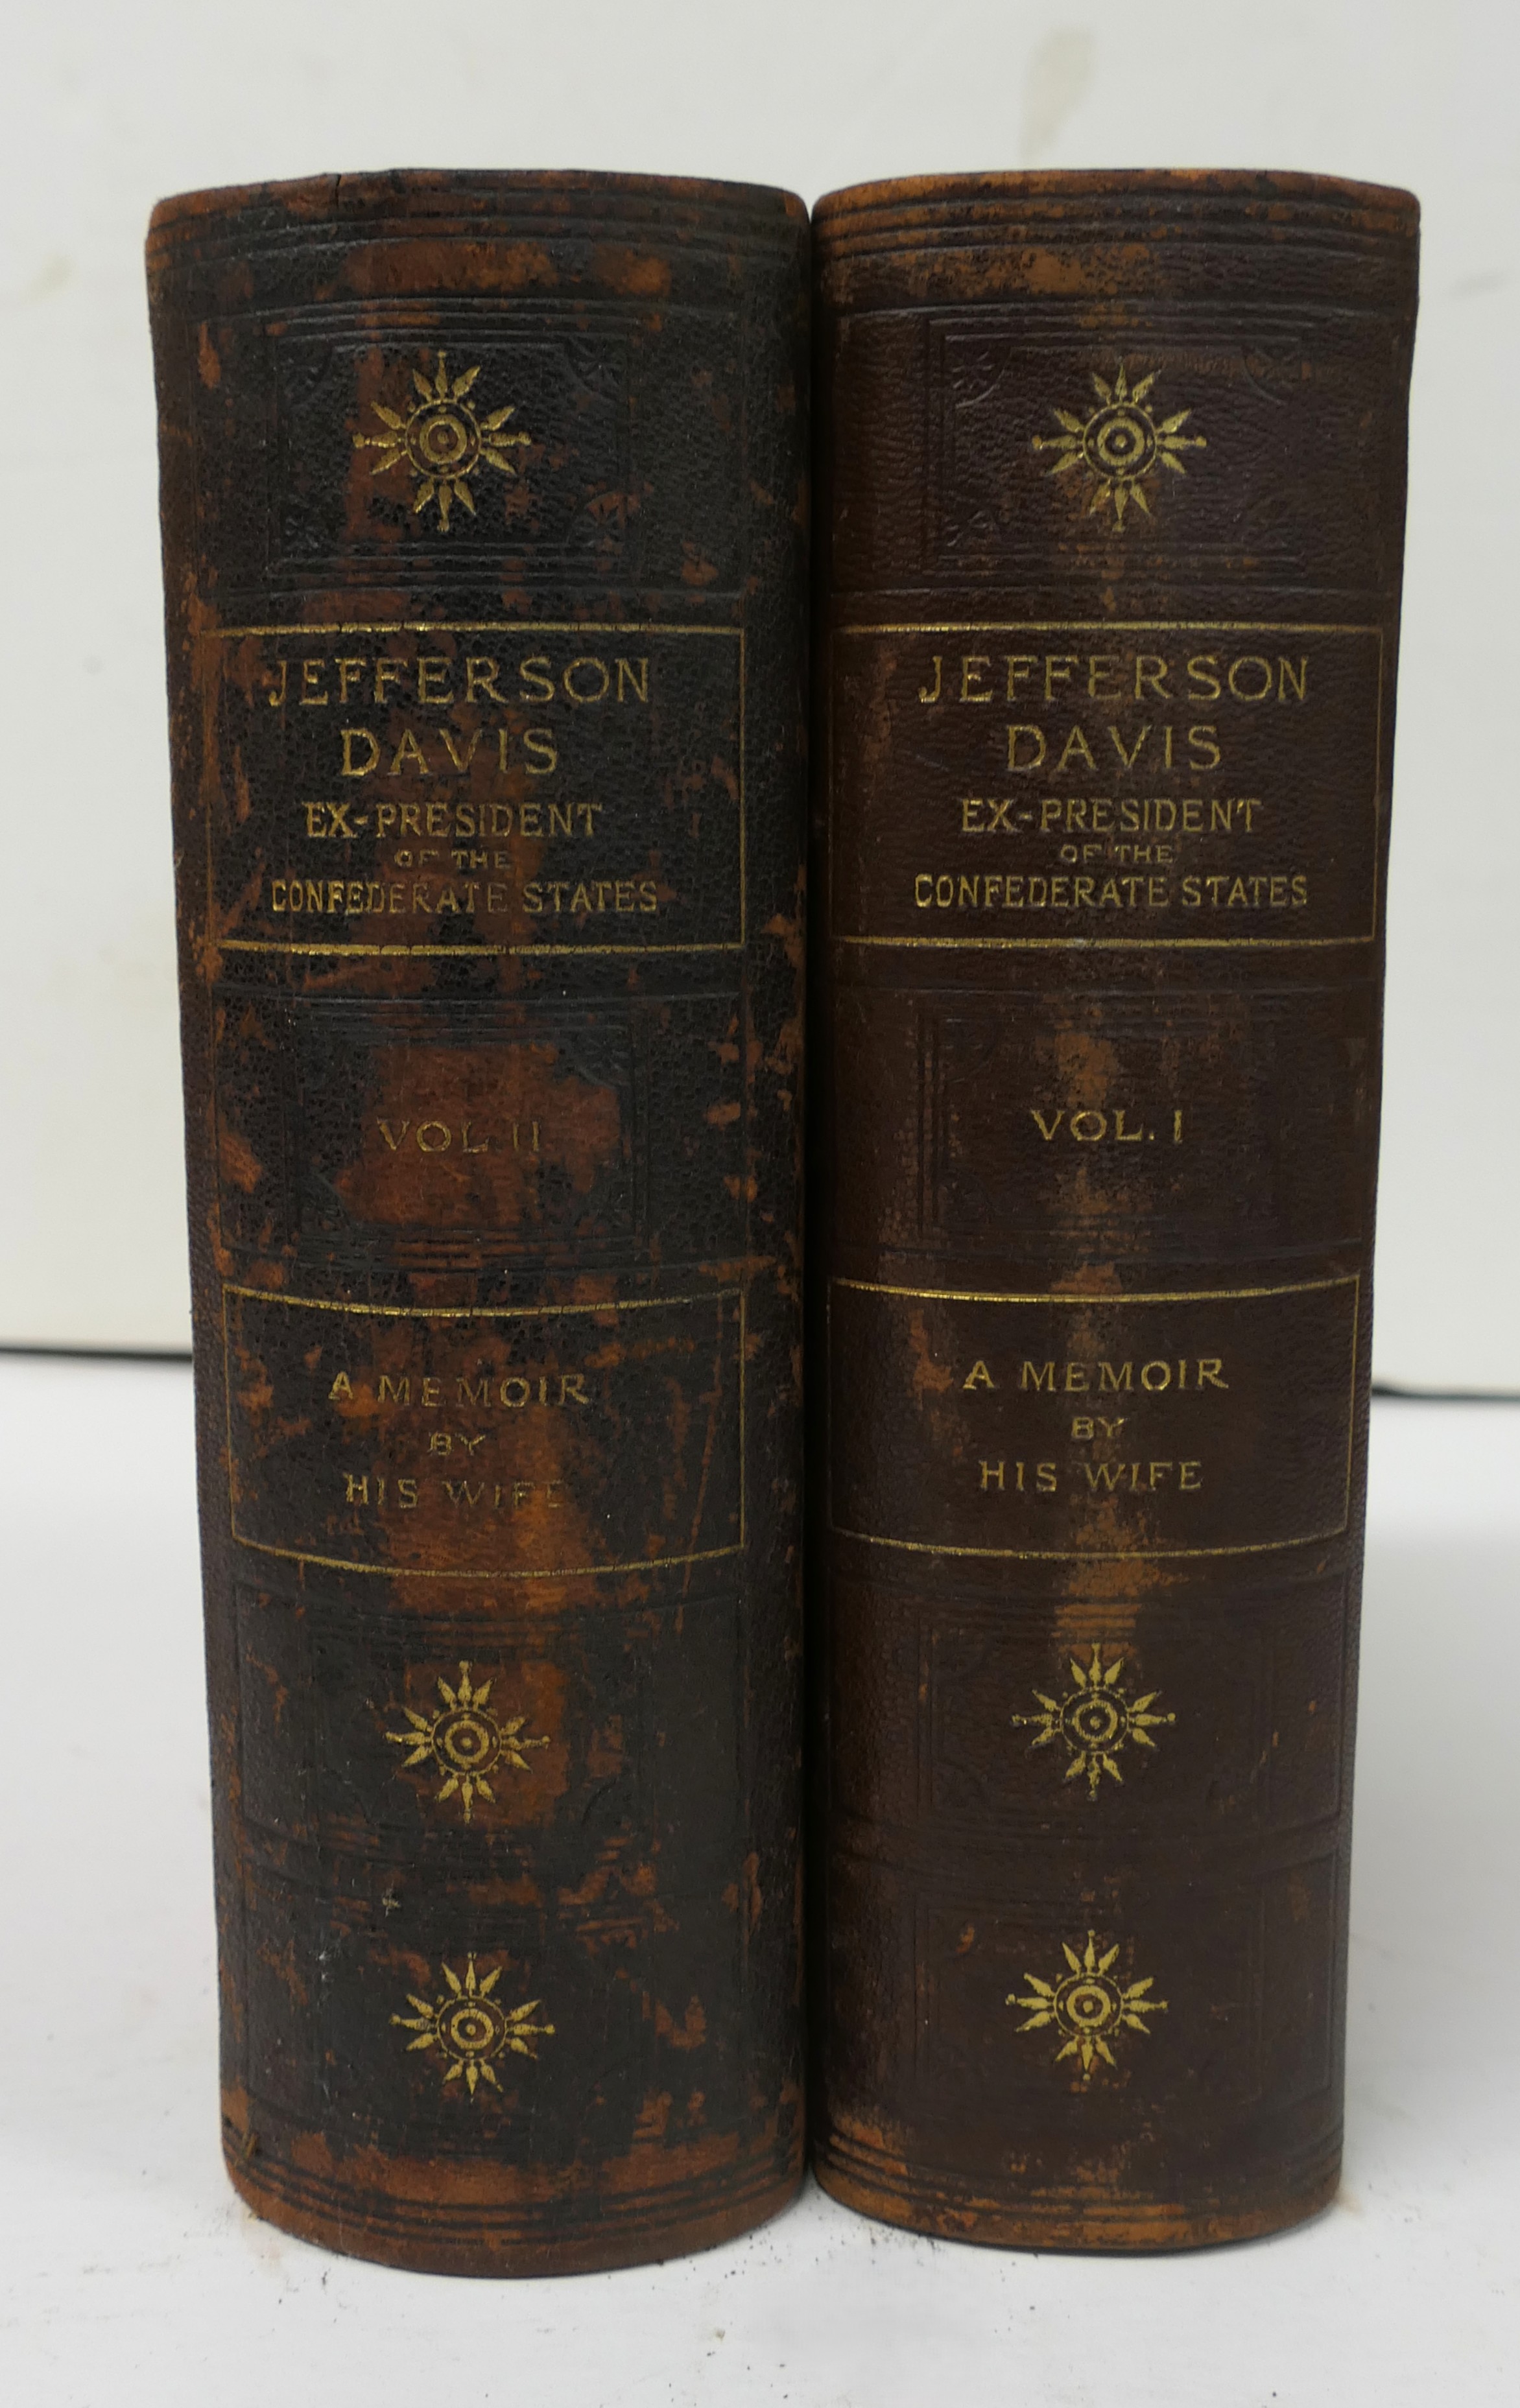 JEFFERSON
DAVIS
EX-PRESIDENT
OF THE
CONFEDERATE STATES
VOL. II
A MEMOIR
BY
HIS WIFE
JEFFERSON
DAVIS
EX-PRESIDENT
OF THE
CONFEDERATE STATES
VOL. I
A MEMOIR
BY
HIS WIFE